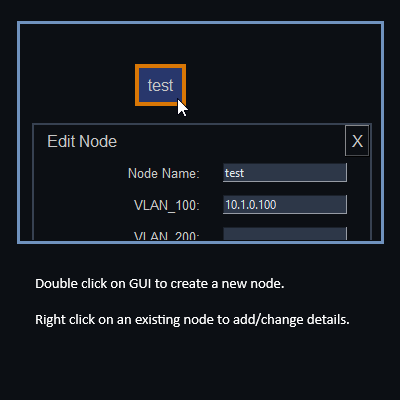 test
Edit Node
X
Node Name: test
VLAN_100: 10.1.0.100
VLAN_200:
Double click on GUI to create a new node.
Right click on an existing node to add/change details.